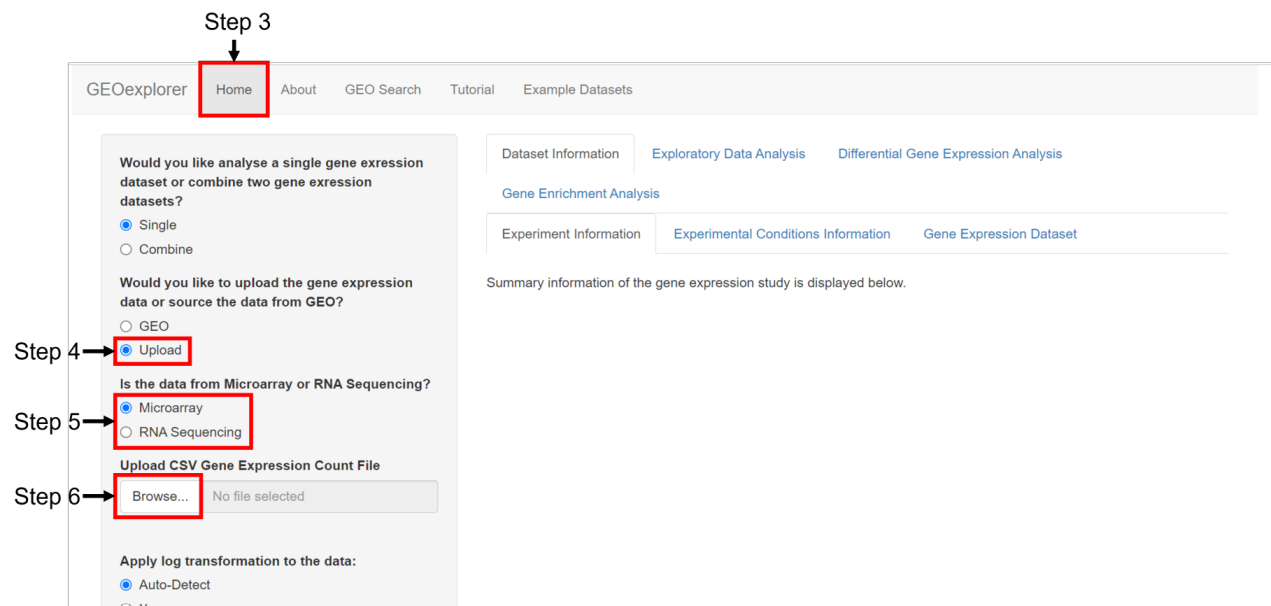 Step 3
GEOexplorer Home About GEO Search Tutorial Example Datasets
Would you like analyse a single gene exression
dataset or combine two gene exression
datasets?
Single
Combine
Would you like to upload the gene expression
data or source the data from GEO?
GEO
Step 4
Upload
Is the data from Microarray or RNA Sequencing?
Microarray
Step 5
RNA Sequencing
Upload CSV Gene Expression Count File
Step 6
Browse... No file selected
Apply log transformation to the data:
Auto-Detect
Dataset Information Exploratory Data Analysis Differential Gene Expression Analysis
Gene Enrichment Analysis
Experiment Information Experimental Conditions Information Gene Expression Dataset
Summary information of the gene expression study is displayed below.